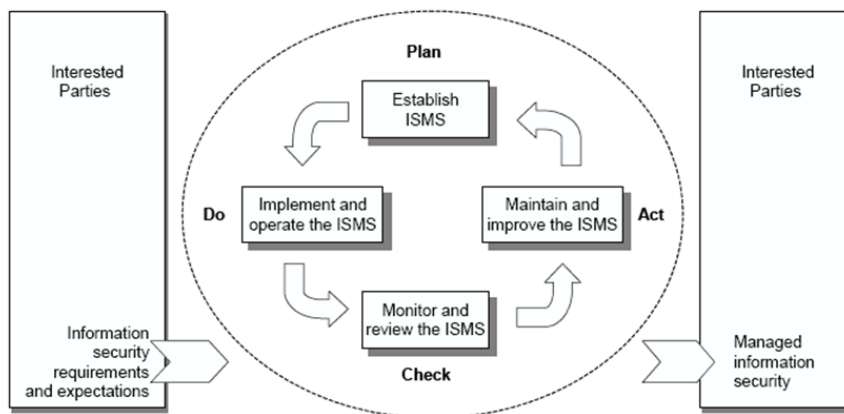 Interested
Parties
Information
security
requirements
and expectations
Plan
Establish
ISMS
Do
Implement and
operate the ISMS
Maintain and
improve the ISMS
Act
Monitor and
review the ISMS
Check
Interested
Parties
Managed
information
security